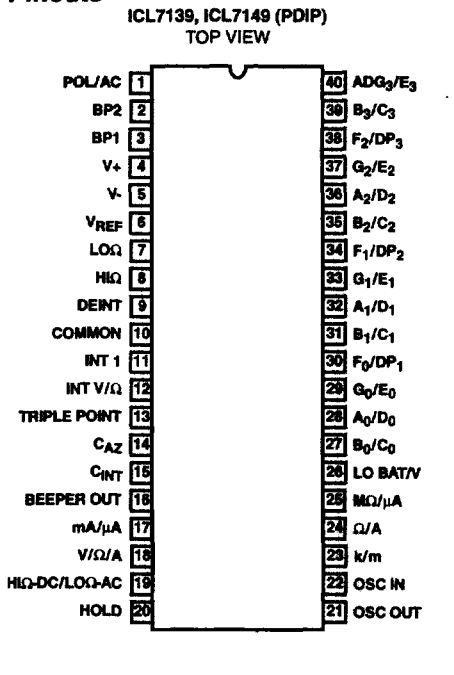 ICL7139, ICL7149 (PDIP)
TOP VIEW
POL/AC 1
BP2 2
BP1 3
V+ 4
V- 5
VREF 6
LOΩ 7
HIΩ 8
DEINT 9
COMMON 10
INT 1 11
INT V/Ω 12
TRIPLE POINT 13
CAZ 14
CINT 15
BEEPER OUT 16
mA/µA 17
V/Ω/A 18
HIΩ-DC/LOΩ-AC 19
HOLD 20
40 ADG3/E3
39 B3/C3
38 F2/DP3
37 G2/E2
36 A2/D2
35 B2/C2
34 F1/DP2
33 G1/E1
32 A1/D1
31 B1/C1
30 F0/DP1
29 G0/E0
28 A0/D0
27 B0/C0
26 LO BAT/V
25 MΩ/µA
24 Ω/A
23 k/m
22 OSC IN
21 OSC OUT